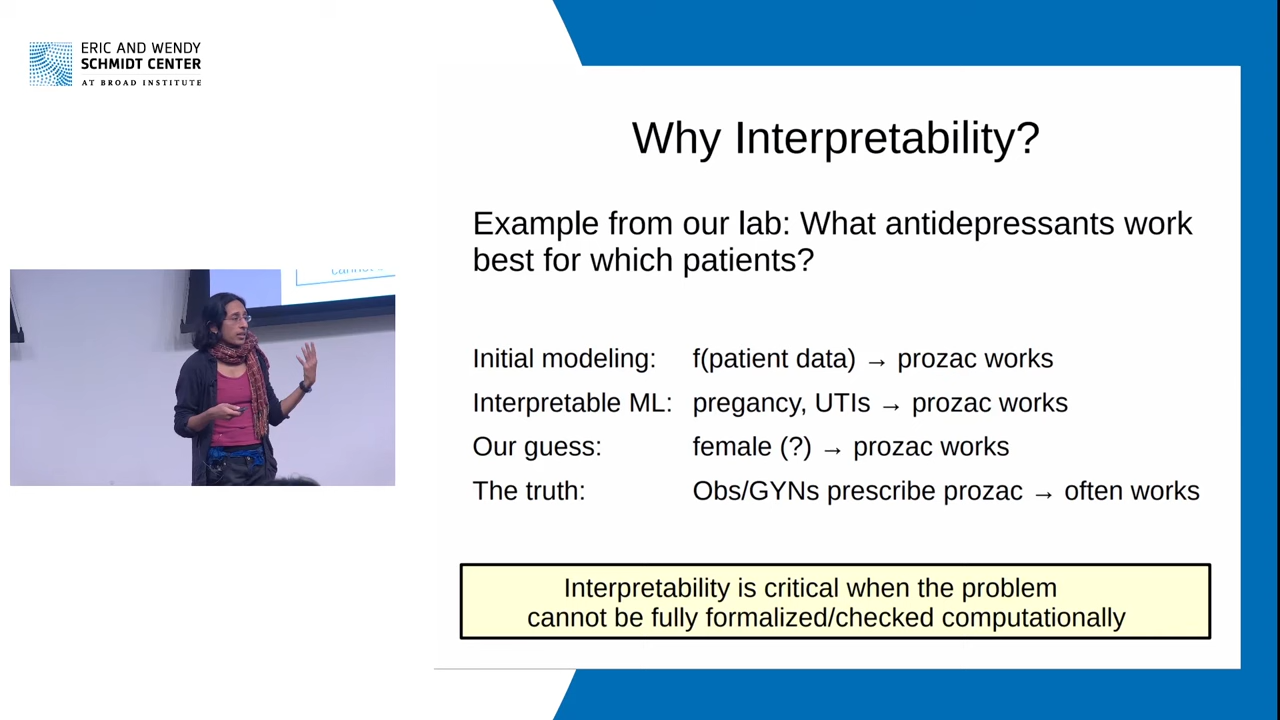 ERIC AND WENDY
SCHMIDT CENTER
AT BROAD INSTITUTE
Why Interpretability?
Example from our lab: What antidepressants work
best for which patients?
Initial modeling: f(patient data) → prozac works
Interpretable ML: pregancy, UTIs → prozac works
Our guess: female (?) → prozac works
The truth: Obs/GYNs prescribe prozac → often works
Interpretability is critical when the problem
cannot be fully formalized/checked computationally